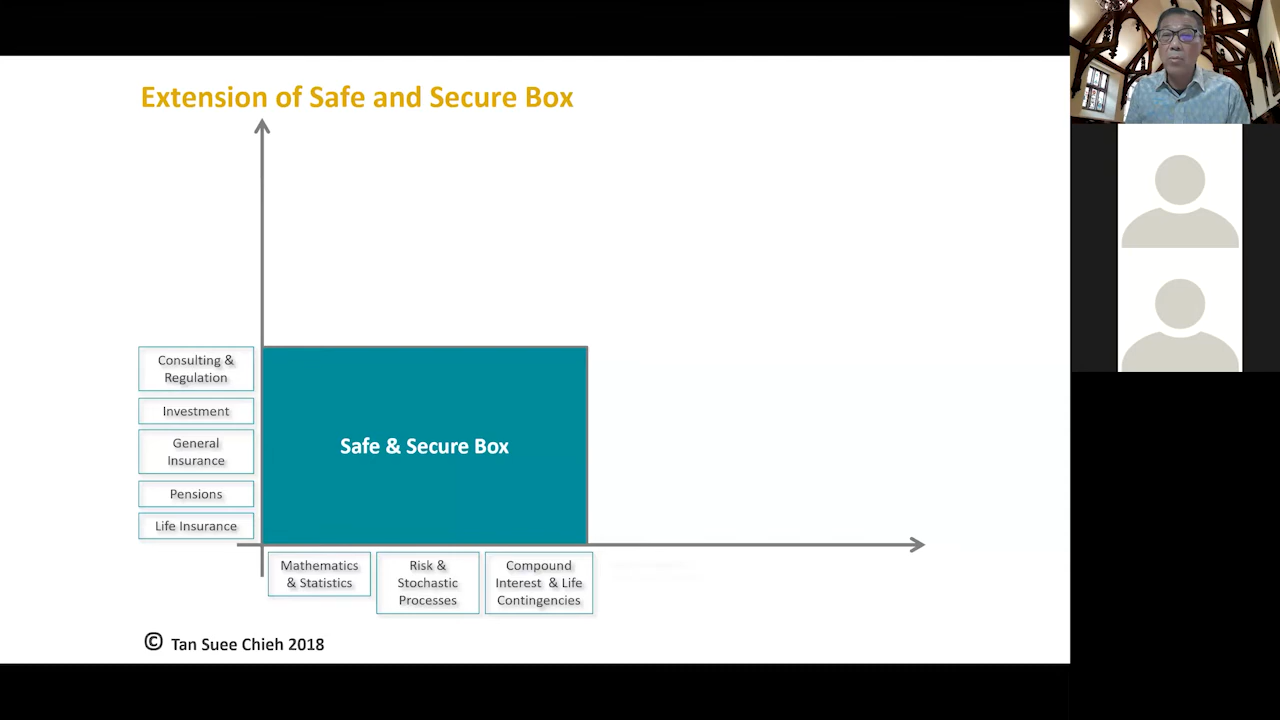 Extension of Safe and Secure Box
Consulting &
Regulation
Investment
General
Insurance
Pensions
Life Insurance
Safe & Secure Box
Mathematics
& Statistics
Risk &
Stochastic
Processes
Compound
Interest & Life
Contingencies
© Tan Suee Chieh 2018